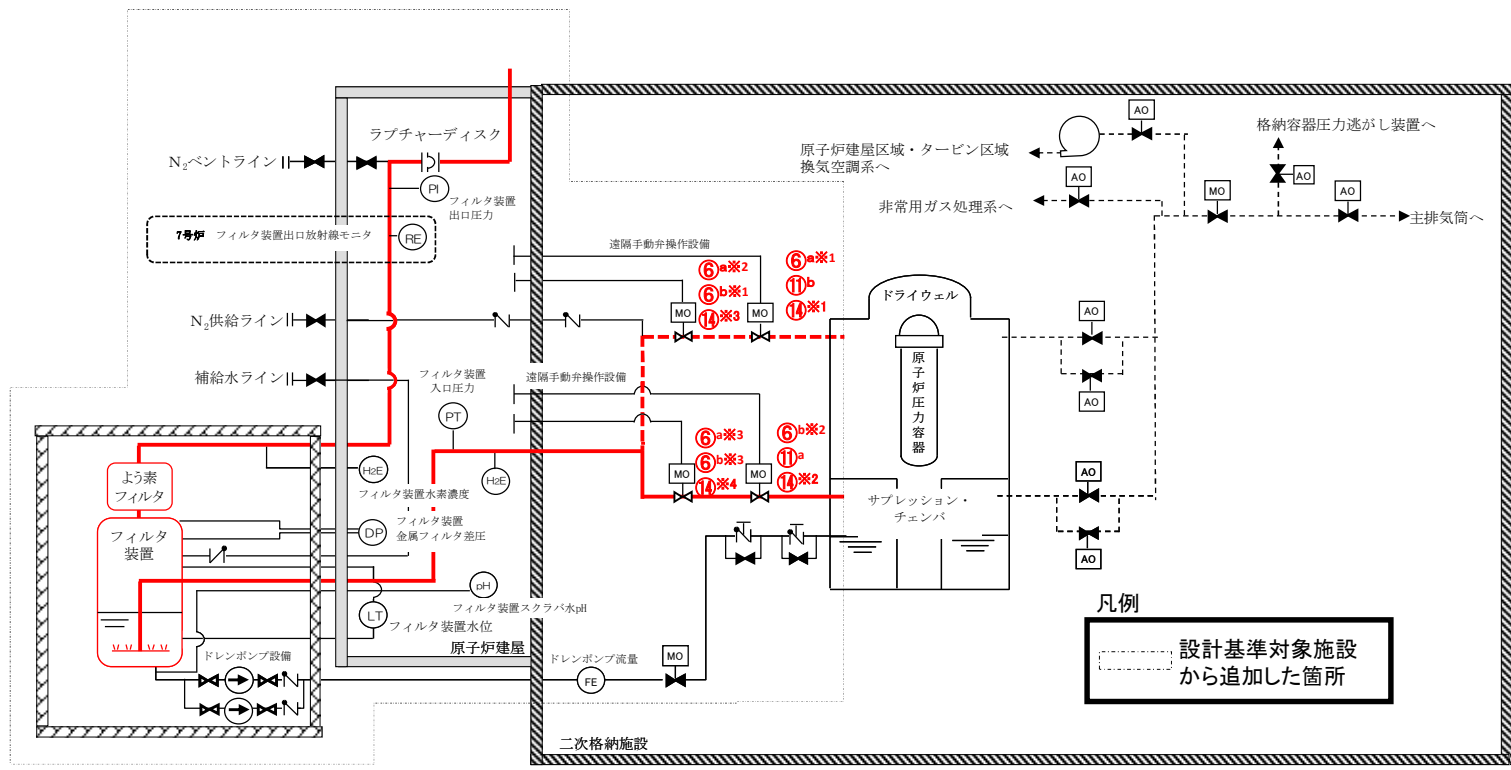 ラプチャーディスク
N₂ベントライン
PI
フィルタ装置
出口圧力
7号炉 フィルタ装置出口放射線モニタ
RE
遠隔手動弁操作設備
⑥a※2
⑥b※1
⑭※3
MO
⑥a※1
⑪b
⑭※1
MO
N₂供給ライン
補給水ライン
フィルタ装置
入口圧力
PT
遠隔手動弁操作設備
⑥a※3
⑥b※3
⑭※4
MO
⑥b※2
⑪a
⑭※2
MO
H2E
H2E
フィルタ装置水素濃度
よう素
フィルタ
フィルタ
装置
DP
フィルタ装置
金属フィルタ差圧
pH
フィルタ装置スクラバ水pH
LT
フィルタ装置水位
原子炉建屋
ドレンポンプ設備
ドレンポンプ流量
FE
MO
二次格納施設
ドライウェル
原子炉圧力容器
サプレッション・
チェンバ
原子炉建屋区域・タービン区域
換気空調系へ
AO
非常用ガス処理系へ
AO
格納容器圧力逃がし装置へ
AO
MO
AO
主排気筒へ
AO
AO
AO
AO
凡例
設計基準対象施設
から追加した箇所